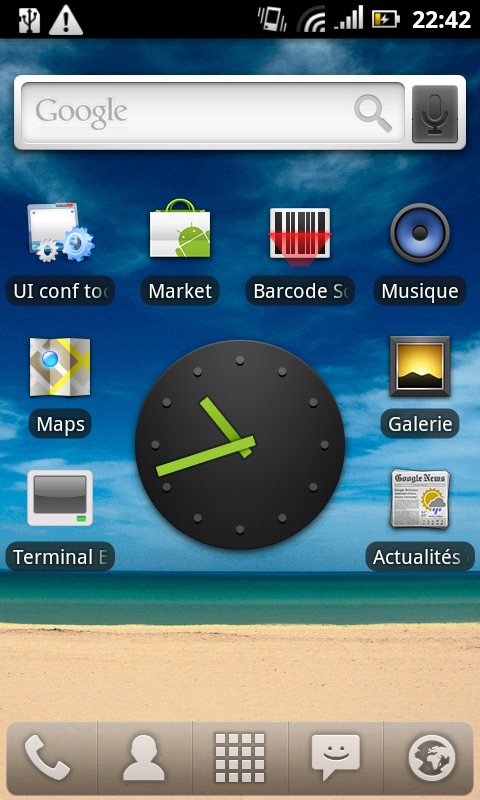 22:42
Google
UI conf too
Market
Barcode Sc
Musique
Maps
Galerie
Google News
Terminal E
Actualités